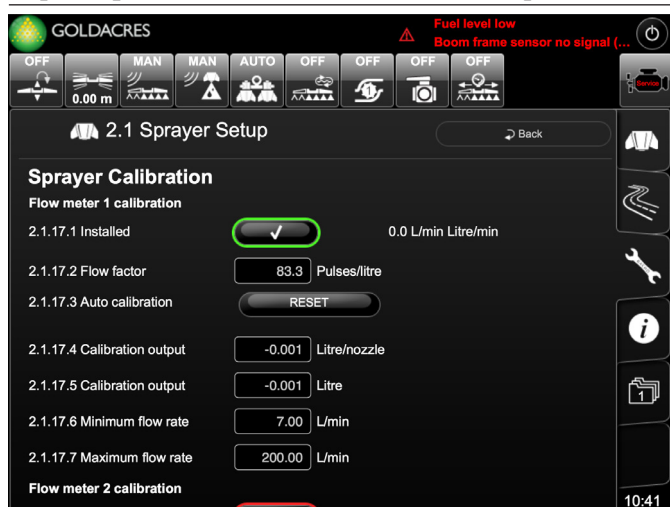 GOLDACRES
Fuel level low
Boom frame sensor no signal (...
OFF
MAN
MAN
AUTO
OFF
OFF
OFF
OFF
0.00 m
1
Service
2.1 Sprayer Setup
Back
Sprayer Calibration
Flow meter 1 calibration
2.1.17.1 Installed
0.0 L/min Litre/min
2.1.17.2 Flow factor
83.3 Pulses/litre
2.1.17.3 Auto calibration
RESET
2.1.17.4 Calibration output
-0.001 Litre/nozzle
2.1.17.5 Calibration output
-0.001 Litre
2.1.17.6 Minimum flow rate
7.00 L/min
2.1.17.7 Maximum flow rate
200.00 L/min
Flow meter 2 calibration
i
1
10:41